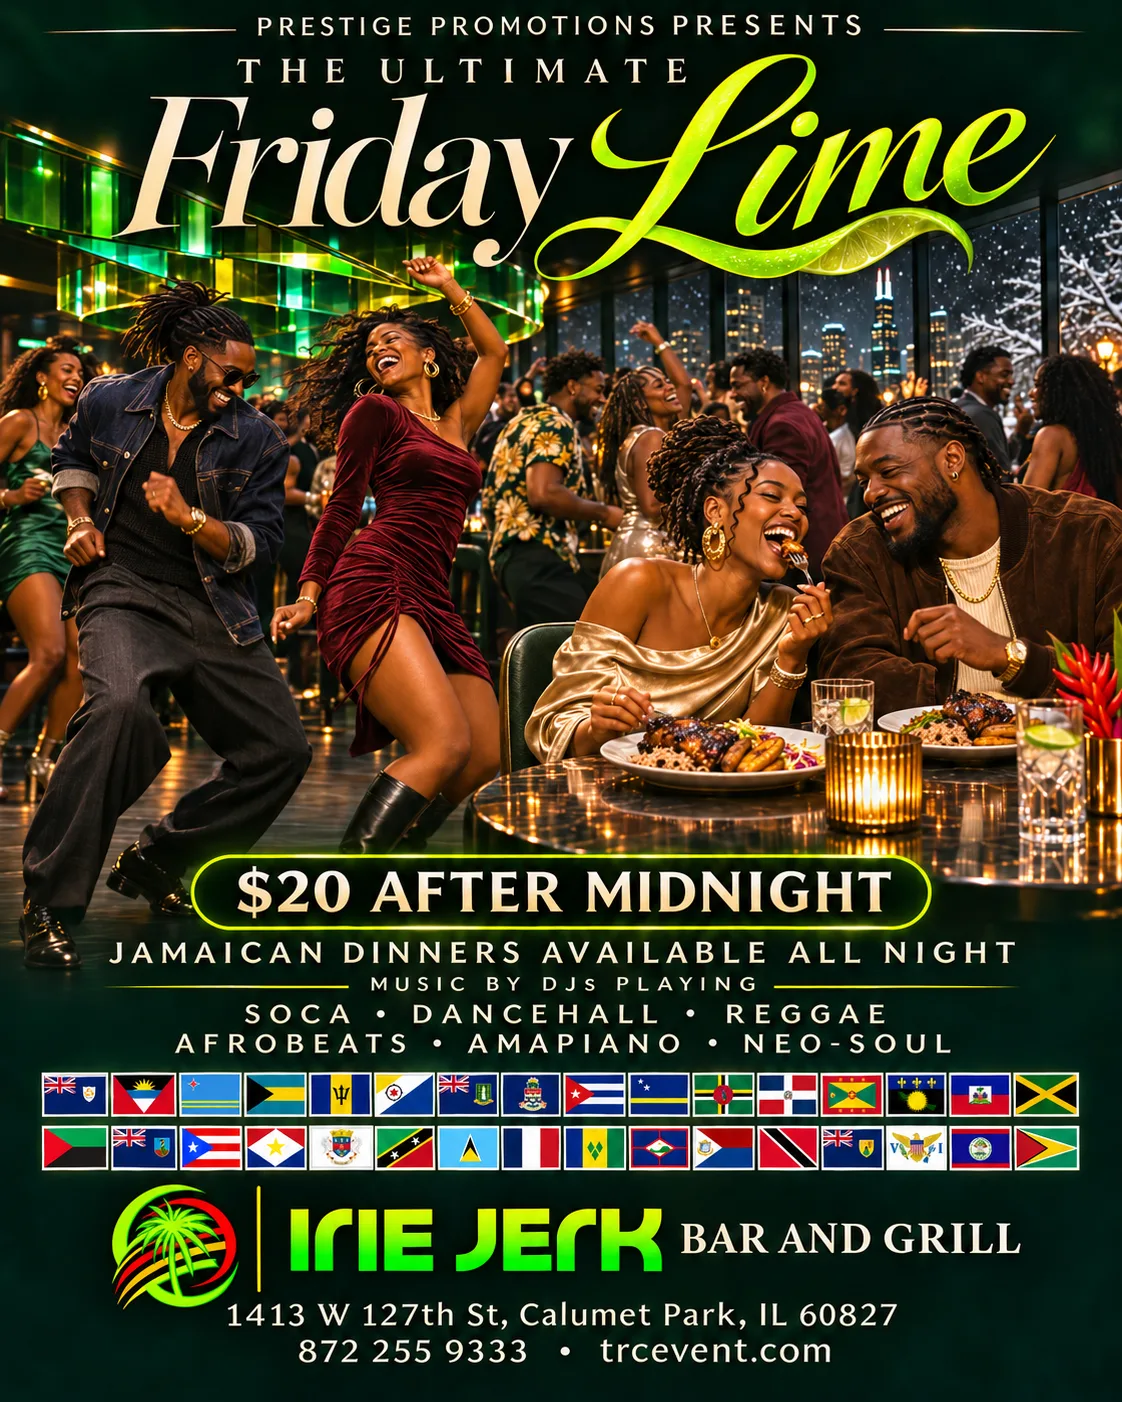 PRESTIGE PROMOTIONS PRESENTS
THE ULTIMATE
Friday Lime
$20 AFTER MIDNIGHT
JAMAICAN DINNERS AVAILABLE ALL NIGHT
MUSIC BY DJs PLAYING
SOCA • DANCEHALL • REGGAE
AFROBEATS • AMAPIANO • NEO-SOUL
V I
IRIE JERK BAR AND GRILL
1413 W 127th St, Calumet Park, IL 60827
872 255 9333 • trcevent.com